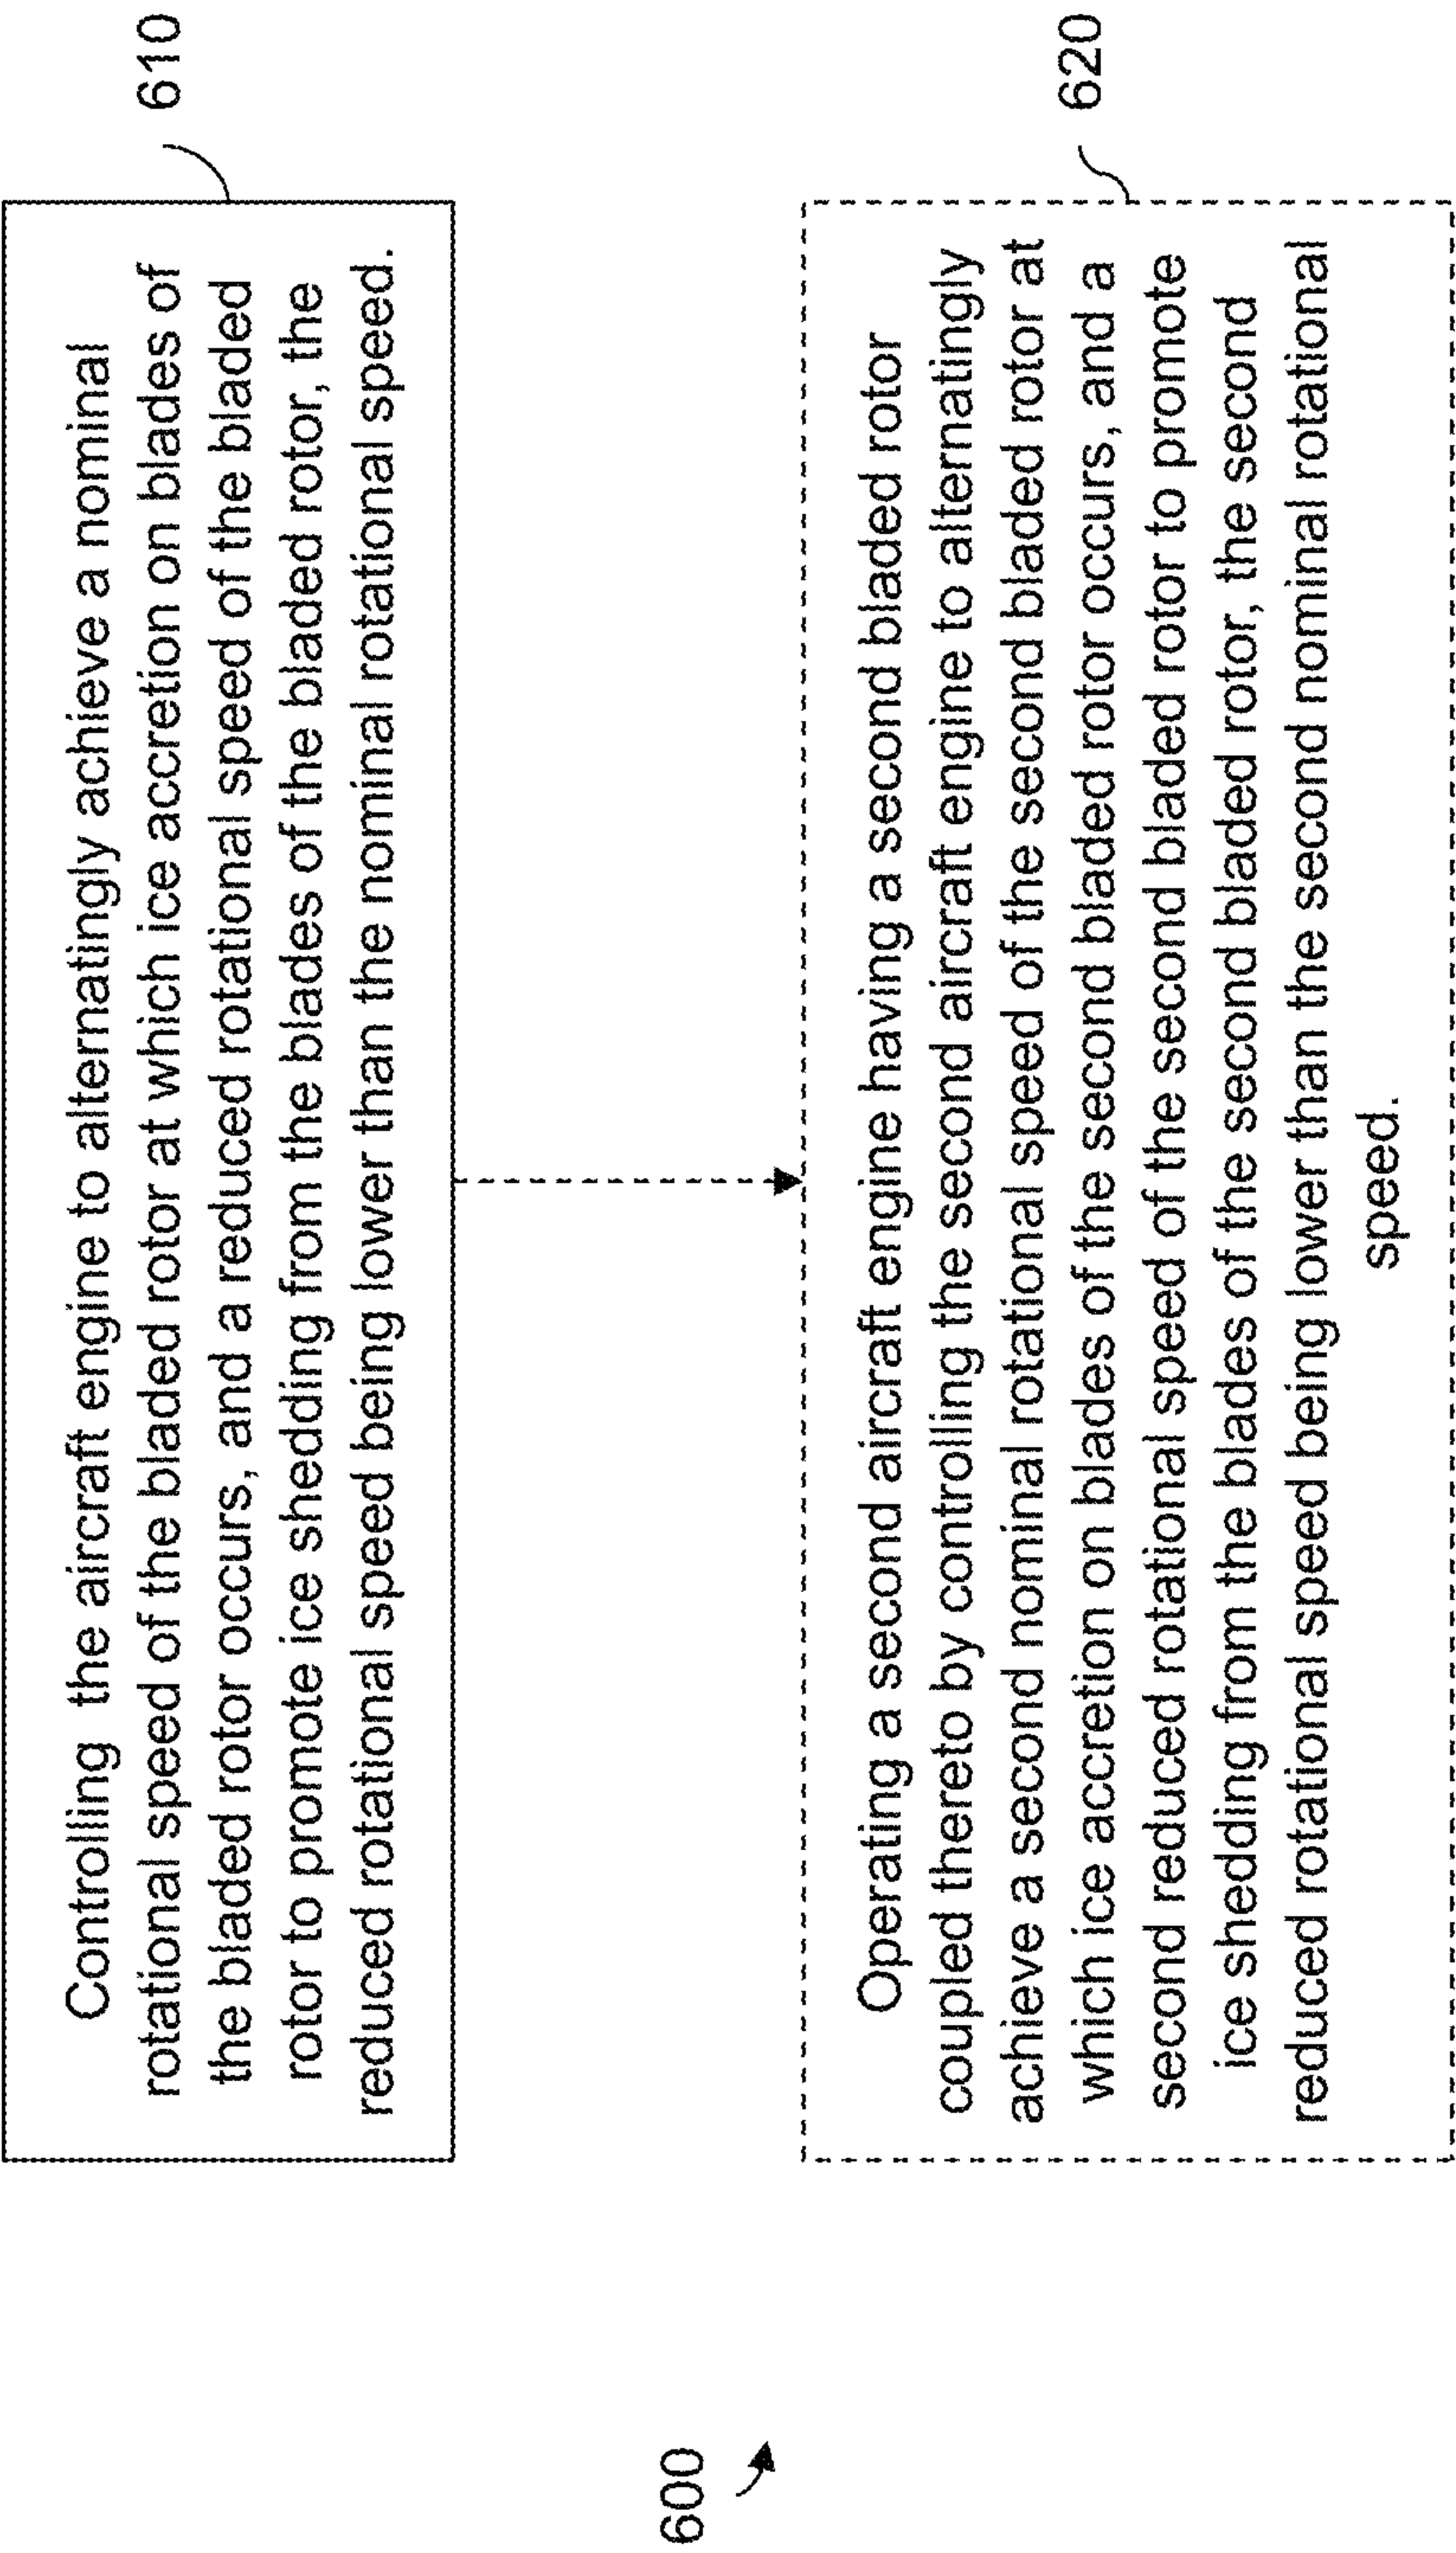 610
Controlling the aircraft engine to alternatingly achieve a nominal
rotational speed of the bladed rotor at which ice accretion on blades of
the bladed rotor occurs, and a reduced rotational speed of the bladed
rotor to promote ice shedding from the blades of the bladed rotor, the
reduced rotational speed being lower than the nominal rotational speed.
600
620
Operating a second aircraft engine having a second bladed rotor
coupled thereto by controlling the second aircraft engine to alternatingly
achieve a second nominal rotational speed of the second bladed rotor at
which ice accretion on blades of the second bladed rotor occurs, and a
second reduced rotational speed of the second bladed rotor to promote
ice shedding from the blades of the second bladed rotor, the second
reduced rotational speed being lower than the second nominal rotational
speed.